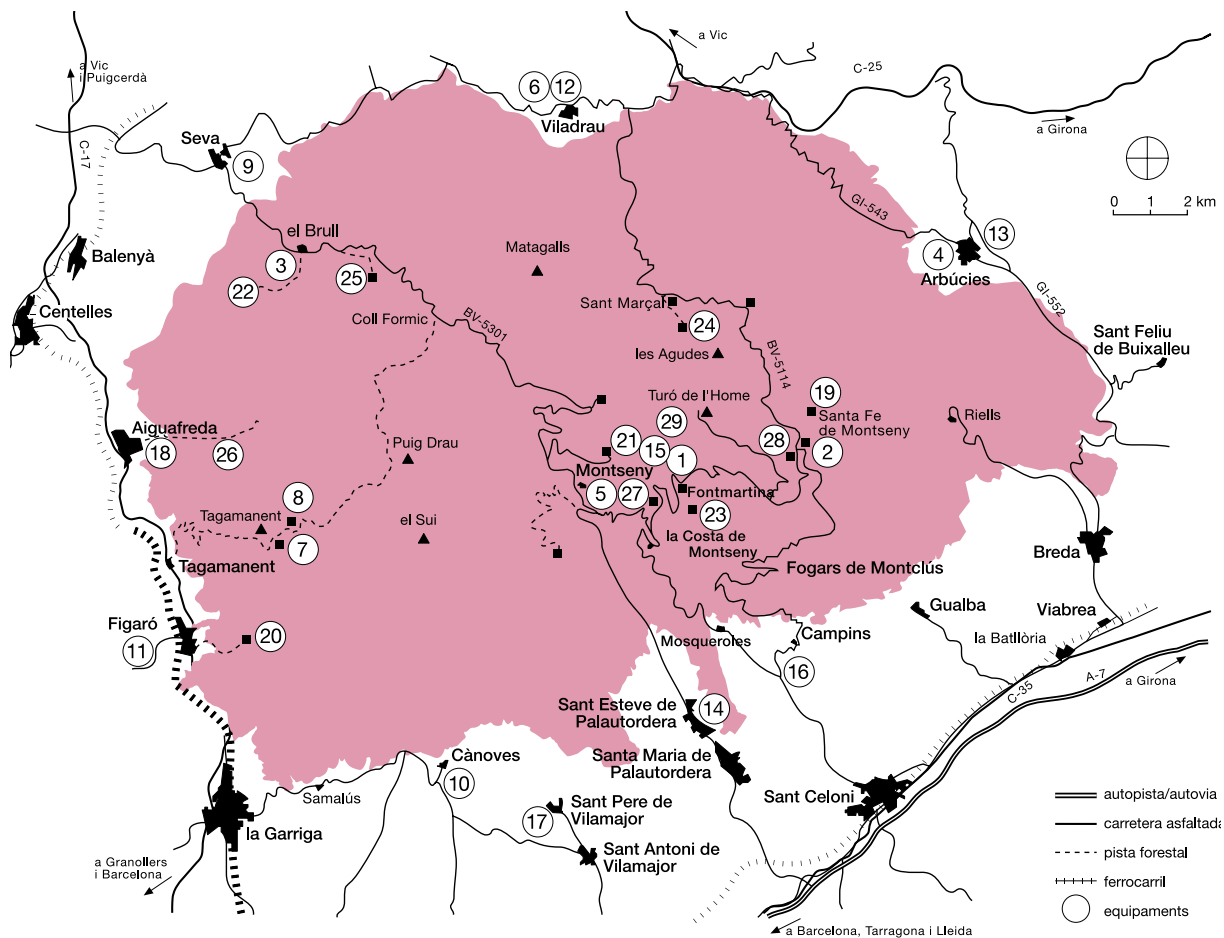 a Vic
C-25
a Vic
i Puigcerdà
6
12
Viladrau
a Girona
C-17
Seva
9
0 1 2 km
GI-543
13
el Brull
Matagalls
4
Arbúcies
Balenyà
3
25
22
Sant Marçal
GI-552
Centelles
Coll Formic
BV-5301
24
les Agudes
BV-5114
Sant Feliu
de Buixalleu
Turó de l'Home
19
Santa Fe
de Montseny
Riells
29
Aiguafreda
18
26
Puig Drau
21
15
28
2
Montseny
1
5
27
Fontmartina
8
Tagamanent
el Sui
23
7
la Costa de
Montseny
Breda
Tagamanent
Fogars de Montclús
Gualba
Viabrea
Figaró
11
20
Mosqueroles
Campins
la Batllòria
16
C-35
A-7
a Girona
Sant Esteve de
Palautordera
14
Santa Maria de
Palautordera
Cànoves
10
Samalús
Sant Celoni
autopista/autovia
Sant Pere de
Vilamajor
17
carretera asfaltada
la Garriga
Sant Antoni de
Vilamajor
pista forestal
a Granollers
i Barcelona
ferrocarril
equipaments
a Barcelona, Tarragona i Lleida